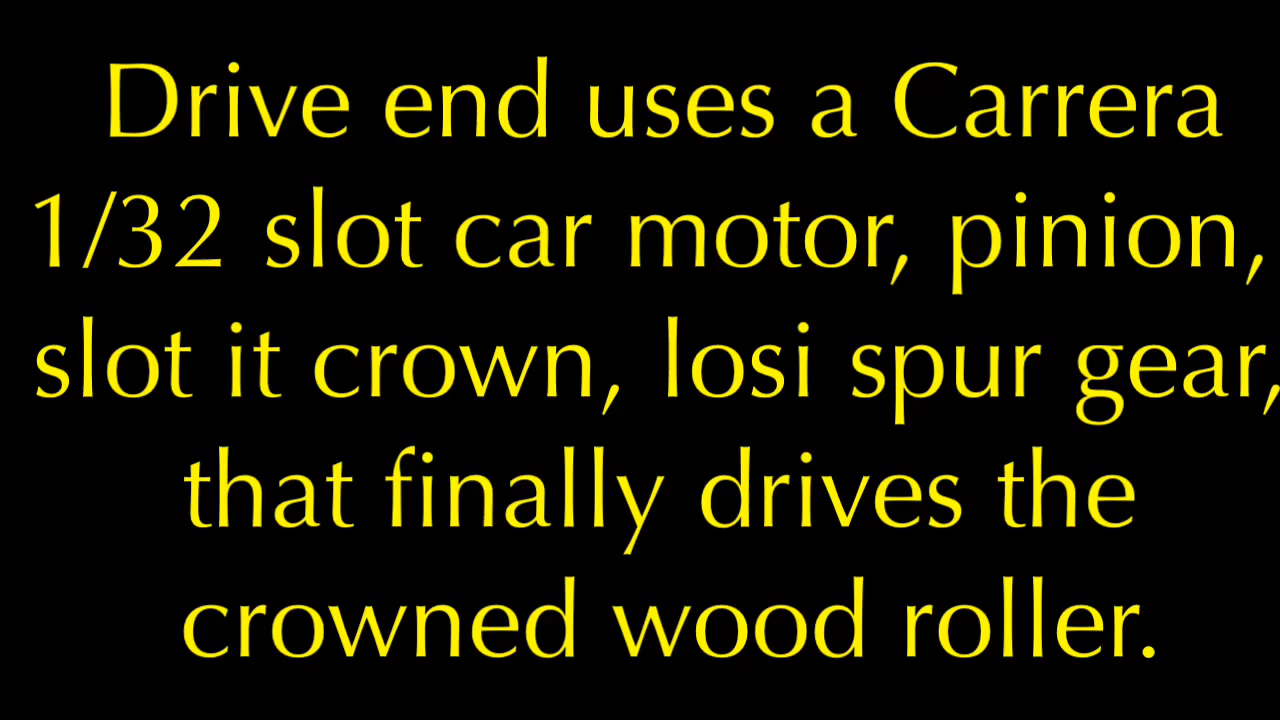 Drive end uses a Carrera
1/32 slot car motor, pinion,
slot it crown, losi spur gear,
that finally drives the
crowned wood roller.